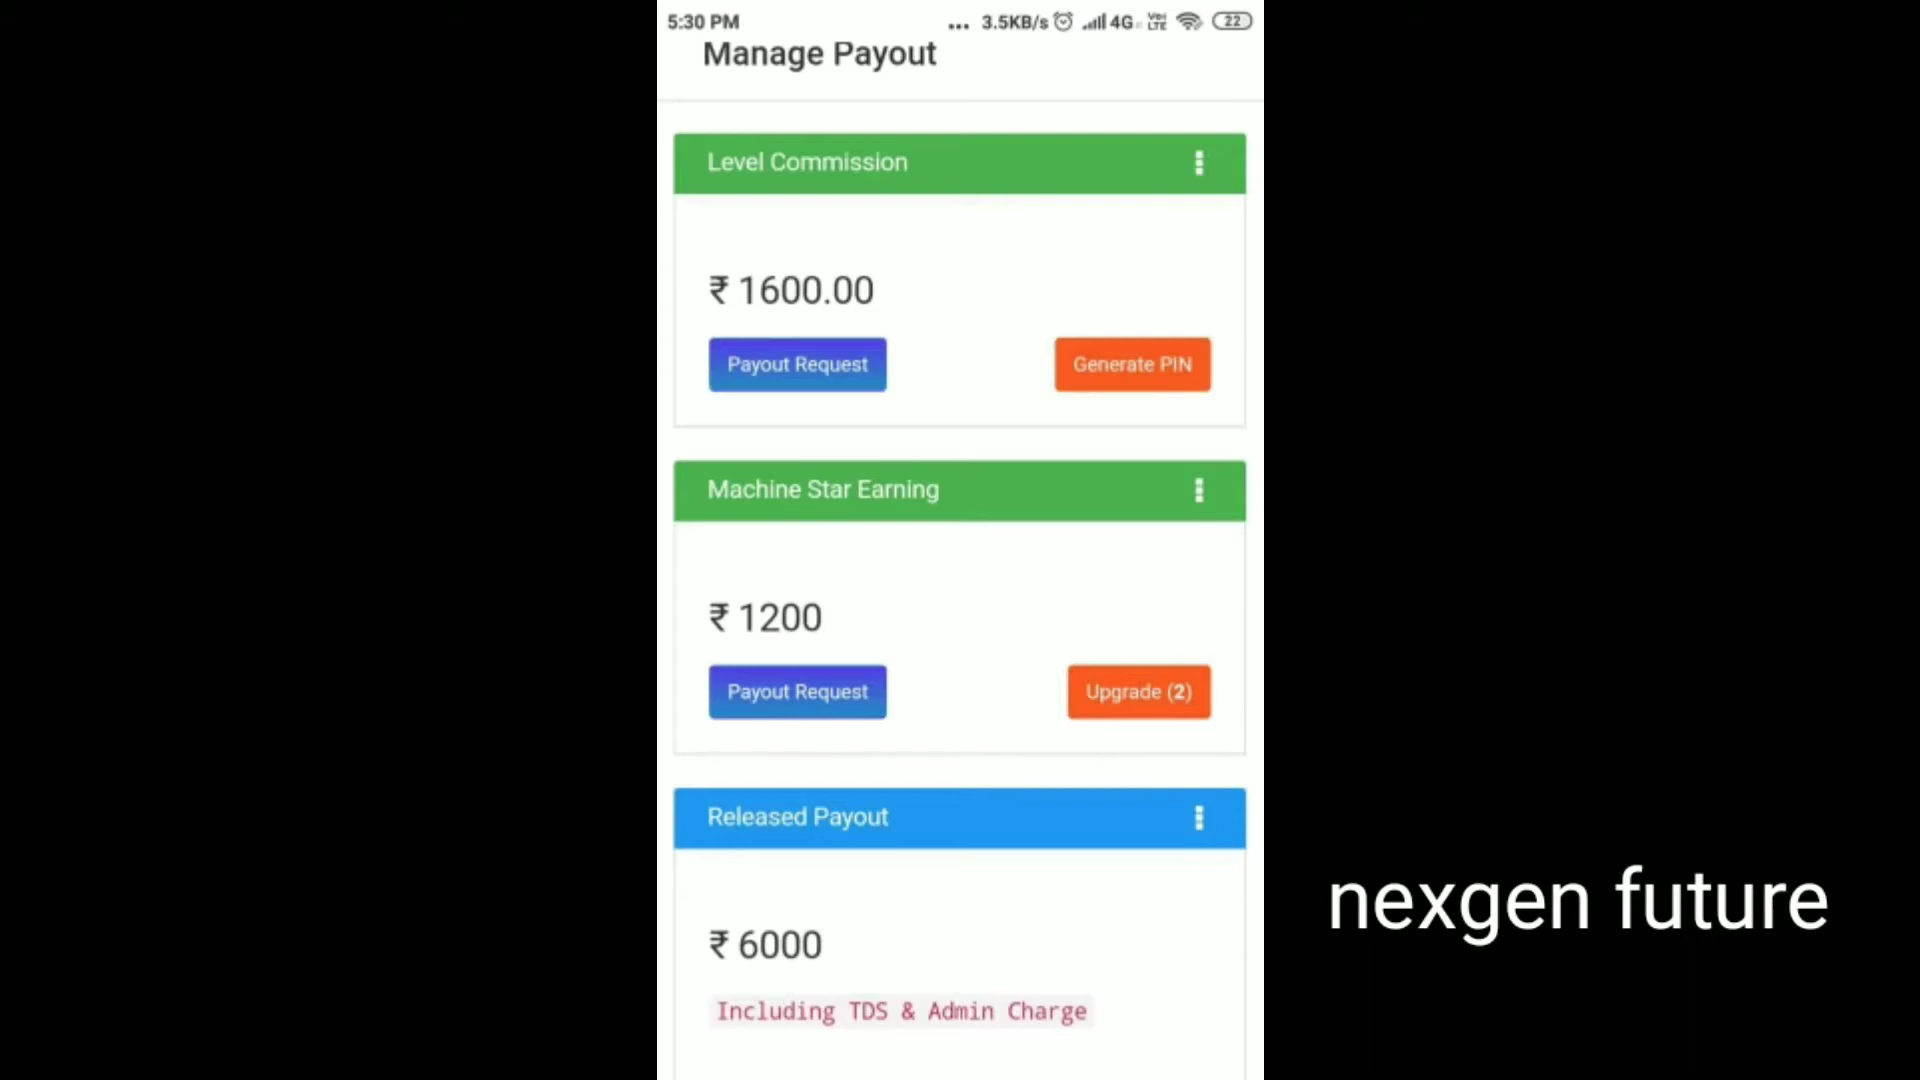 5:30 PM ... 3.5KB/s 4G VoLTE 22
Manage Payout
Level Commission
₹ 1600.00
Payout Request Generate PIN
Machine Star Earning
₹ 1200
Payout Request Upgrade (2)
Released Payout
₹ 6000
Including TDS & Admin Charge
nexgen future